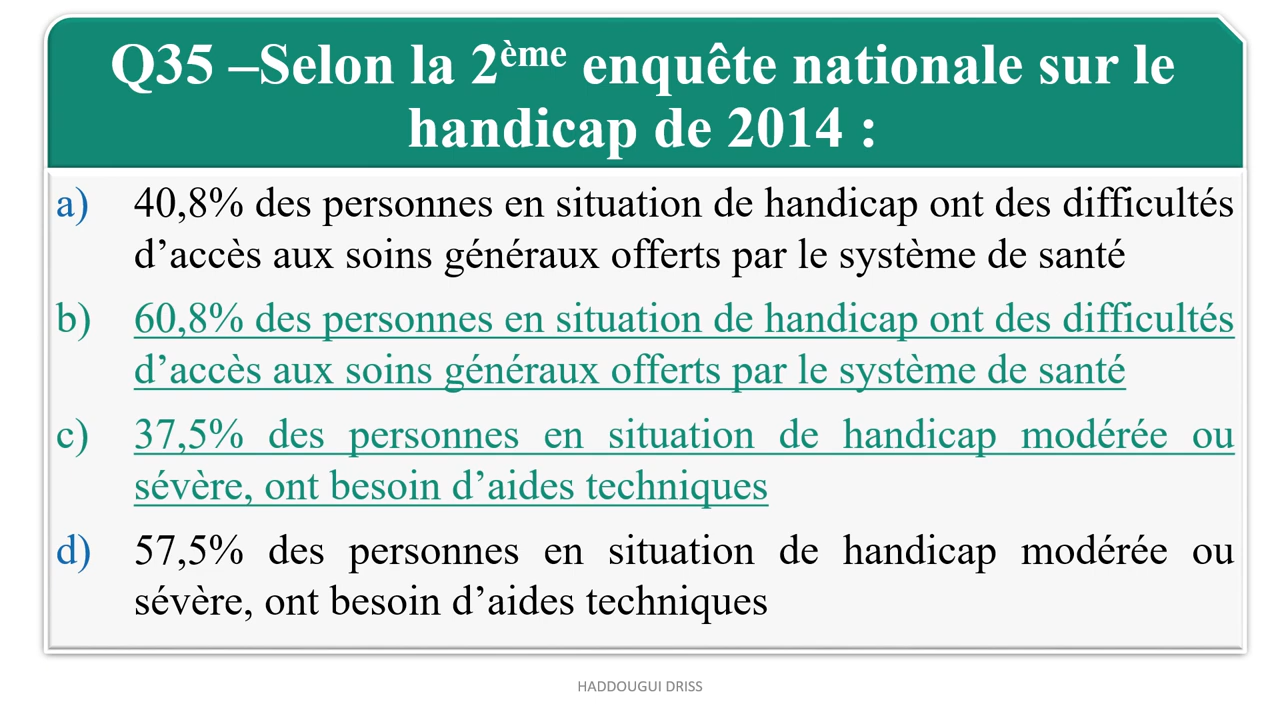 Q35 –Selon la 2ème enquête nationale sur le
handicap de 2014 :
a) 40,8% des personnes en situation de handicap ont des difficultés
d’accès aux soins généraux offerts par le système de santé
b) 60,8% des personnes en situation de handicap ont des difficultés
d’accès aux soins généraux offerts par le système de santé
c) 37,5% des personnes en situation de handicap modérée ou
sévère, ont besoin d’aides techniques
d) 57,5% des personnes en situation de handicap modérée ou
sévère, ont besoin d’aides techniques
HADDOUGUI DRISS